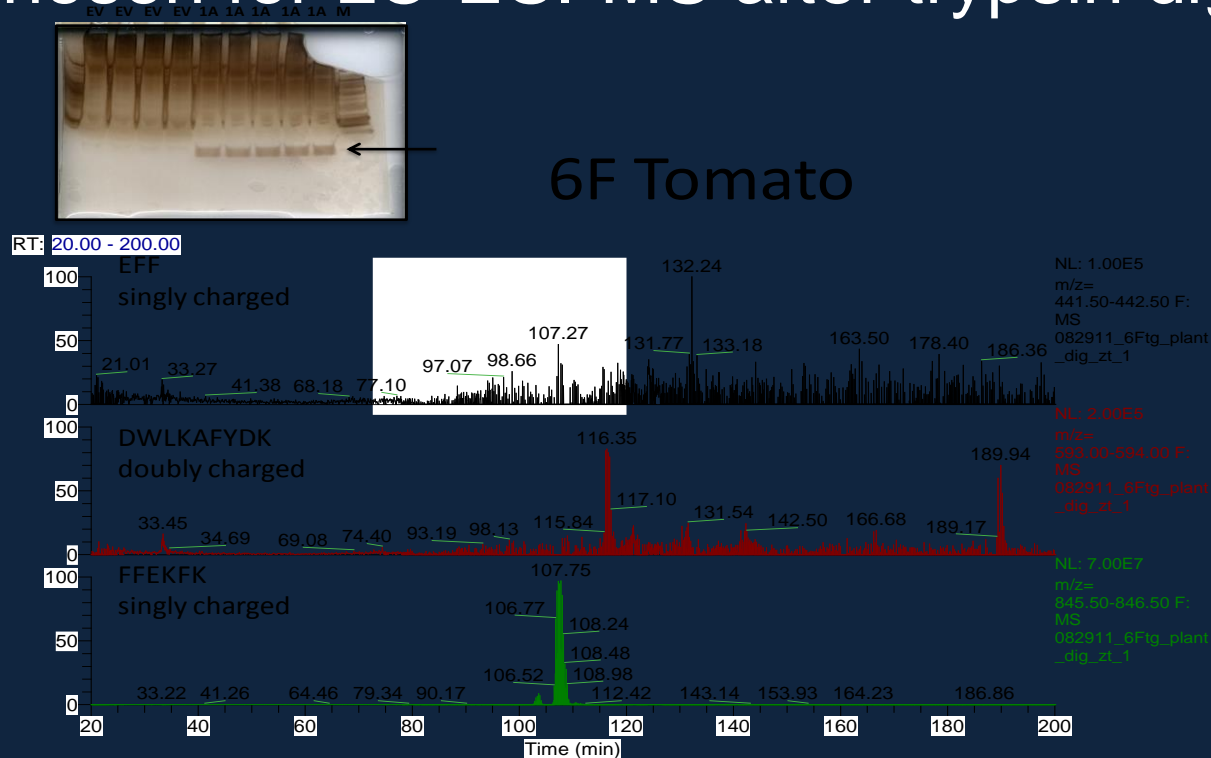 EV EV EV EV 1A 1A 1A 1A 1A M
6F Tomato
RT: 20.00 - 200.00
EFF
singly charged
100
50
0
21.01
33.27
41.38
68.18
77.10
97.07
98.66
107.27
131.77
132.24
133.18
163.50
178.40
186.36
NL: 1.00E5
m/z=
441.50-442.50 F:
MS
082911_6Ftg_plant
_dig_zt_1
DWLKAFYDK
doubly charged
100
50
0
33.45
34.69
69.08
74.40
93.19
98.13
115.84
116.35
117.10
131.54
142.50
166.68
189.17
189.94
NL: 2.00E5
m/z=
593.00-594.00 F:
MS
082911_6Ftg_plant
_dig_zt_1
FFEKFK
singly charged
100
50
0
33.22
41.26
64.46
79.34
90.17
106.52
106.77
107.75
108.24
108.48
108.98
112.42
143.14
153.93
164.23
186.86
NL: 7.00E7
m/z=
845.50-846.50 F:
MS
082911_6Ftg_plant
_dig_zt_1
20 40 60 80 100 120 140 160 180 200
Time (min)